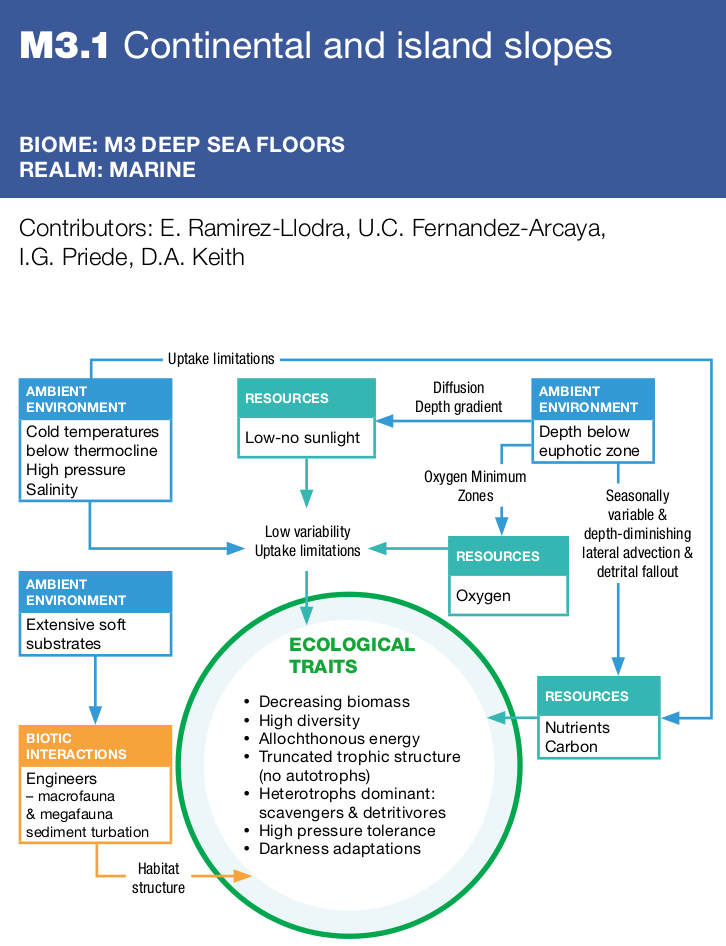 M3.1 Continental and island slopes
BIOME: M3 DEEP SEA FLOORS
REALM: MARINE
Contributors: E. Ramirez-Llodra, U.C. Fernandez-Arcaya,
I.G. Priede, D.A. Keith
Uptake limitations
AMBIENT
ENVIRONMENT
Cold temperatures
below thermocline
High pressure
Salinity
RESOURCES
Low-no sunlight
Diffusion
Depth gradient
AMBIENT
ENVIRONMENT
Depth below
euphotic zone
Oxygen Minimum
Zones
Seasonally
variable &
depth-diminishing
lateral advection &
detrital fallout
Low variability
Uptake limitations
RESOURCES
Oxygen
AMBIENT
ENVIRONMENT
Extensive soft
substrates
ECOLOGICAL
TRAITS
• Decreasing biomass
• High diversity
• Allochthonous energy
• Truncated trophic structure
(no autotrophs)
• Heterotrophs dominant:
scavengers & detritivores
• High pressure tolerance
• Darkness adaptations
RESOURCES
Nutrients
Carbon
BIOTIC
INTERACTIONS
Engineers
– macrofauna
& megafauna
sediment turbation
Habitat
structure